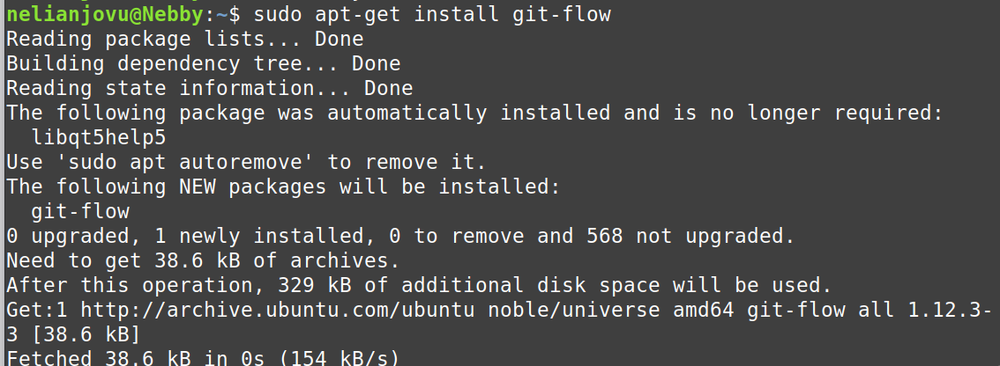 nelianjovu@Nebby:~$ sudo apt-get install git-flow
Reading package lists... Done
Building dependency tree... Done
Reading state information... Done
The following package was automatically installed and is no longer required:
  libqt5help5
Use 'sudo apt autoremove' to remove it.
The following NEW packages will be installed:
  git-flow
0 upgraded, 1 newly installed, 0 to remove and 568 not upgraded.
Need to get 38.6 kB of archives.
After this operation, 329 kB of additional disk space will be used.
Get:1 http://archive.ubuntu.com/ubuntu noble/universe amd64 git-flow all 1.12.3-
3 [38.6 kB]
Fetched 38.6 kB in 0s (154 kB/s)